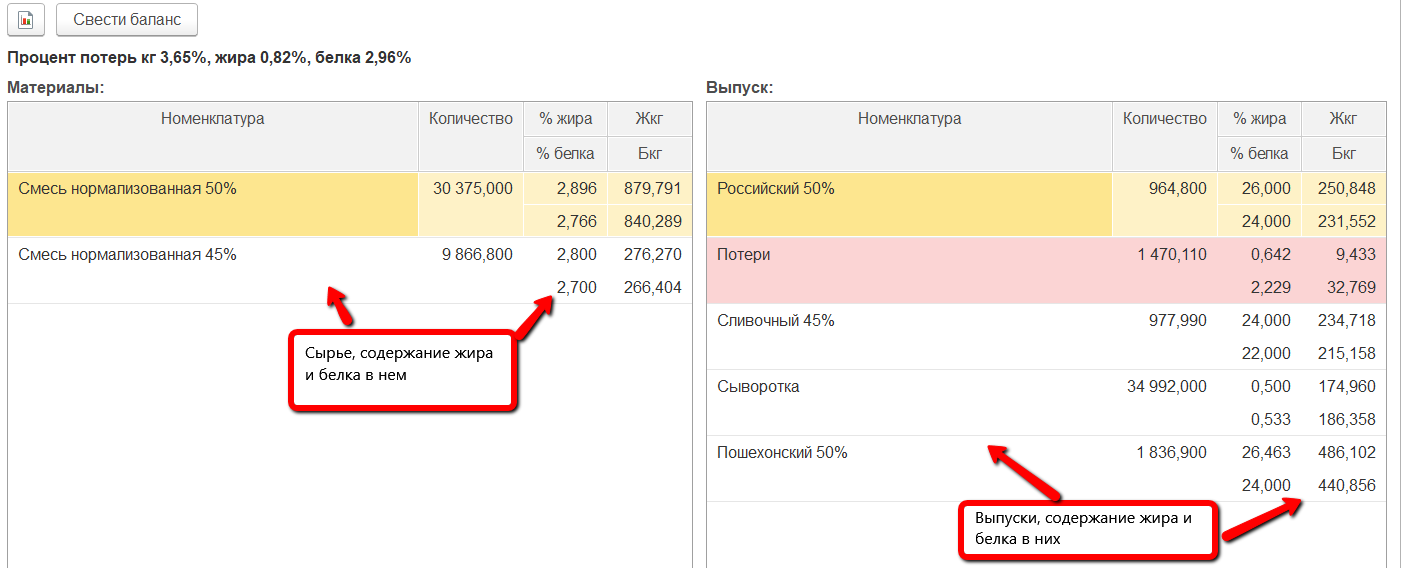 Свести баланс
Процент потерь кг 3,65%, жира 0,82%, белка 2,96%
Материалы:
Номенклатура Количество % жира Жкг
% белка Бкг
Смесь нормализованная 50% 30 375,000 2,896 879,791
2,766 840,289
Смесь нормализованная 45% 9 866,800 2,800 276,270
2,700 266,404
Сырье, содержание жира
и белка в нем
Выпуск:
Номенклатура Количество % жира Жкг
% белка Бкг
Российский 50% 964,800 26,000 250,848
24,000 231,552
Потери 1 470,110 0,642 9,433
2,229 32,769
Сливочный 45% 977,990 24,000 234,718
22,000 215,158
Сыворотка 34 992,000 0,500 174,960
0,533 186,358
Пошехонский 50% 1 836,900 26,463 486,102
24,000 440,856
Выпуски, содержание жира и
белка в них